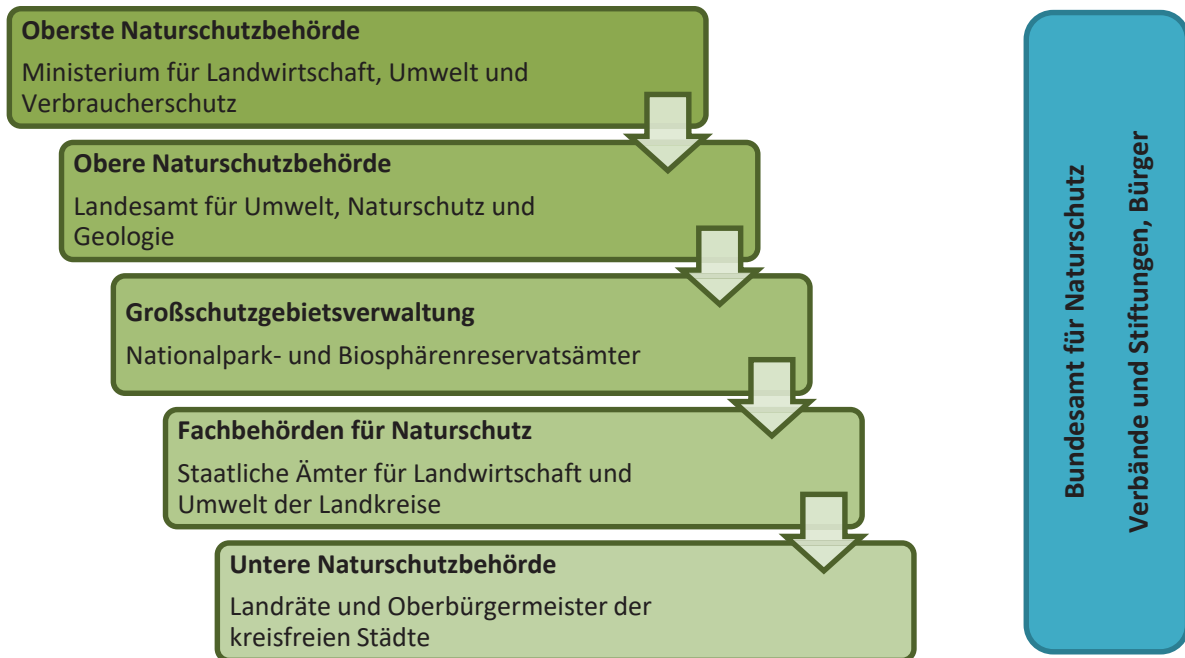 Oberste Naturschutzbehörde
Ministerium für Landwirtschaft, Umwelt und
Verbraucherschutz
Obere Naturschutzbehörde
Landesamt für Umwelt, Naturschutz und
Geologie
Großschutzgebietsverwaltung
Nationalpark- und Biosphärenreservatsämter
Fachbehörden für Naturschutz
Staatliche Ämter für Landwirtschaft und
Umwelt der Landkreise
Untere Naturschutzbehörde
Landräte und Oberbürgermeister der
kreisfreien Städte
Bundesamt für Naturschutz
Verbände und Stiftungen, Bürger